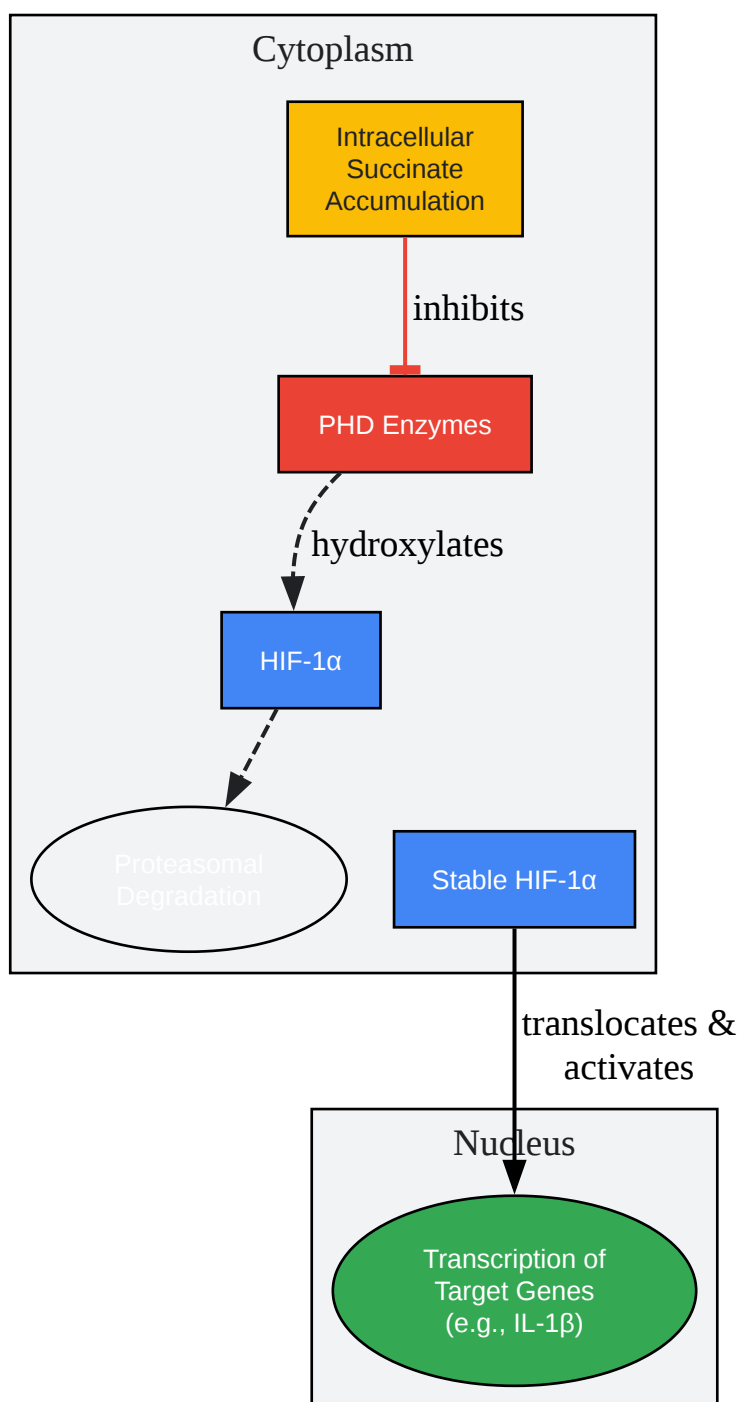 Cytoplasm
Intracellular
Succinate
Accumulation
inhibits
PHD Enzymes
hydroxylates
HIF-1α
Proteasomal
Degradation
Stable HIF-1α
translocates &
activates
Nucleus
Transcription of
Target Genes
(e.g., IL-1β)